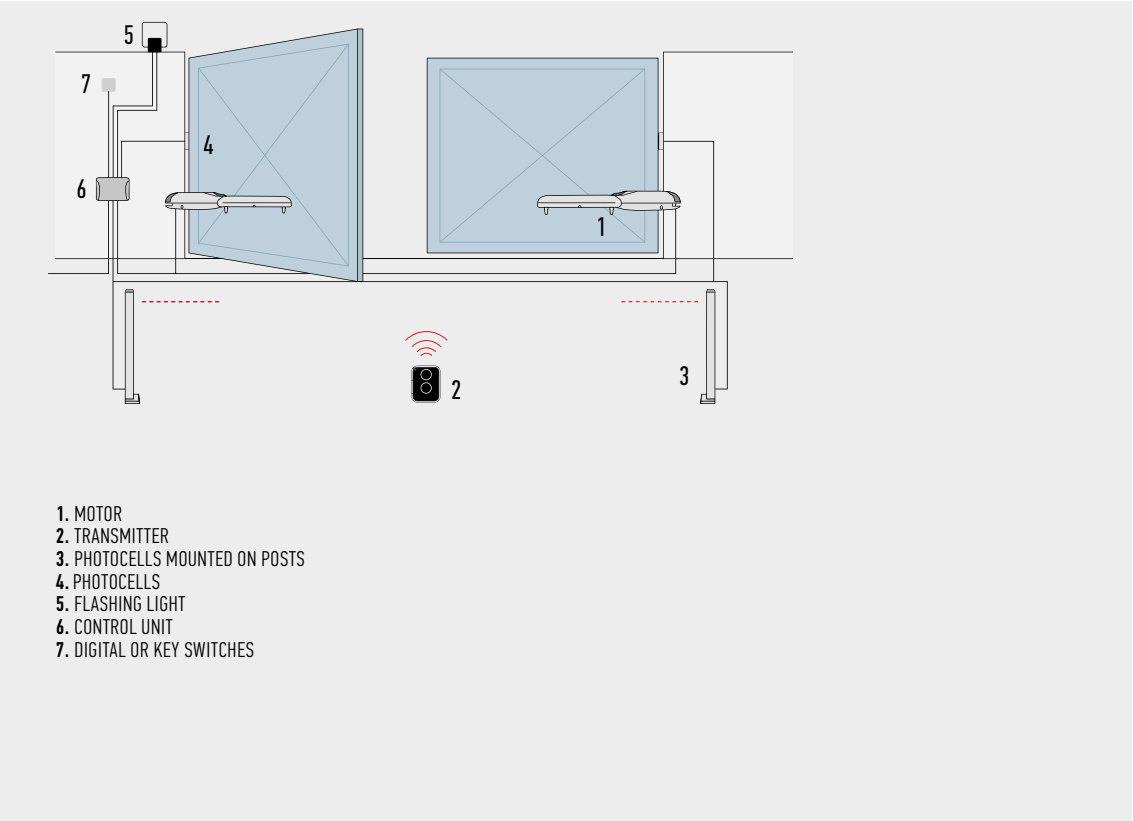 5
7
4
6
1
3
2
1. MOTOR
2. TRANSMITTER
3. PHOTOCELLS MOUNTED ON POSTS
4. PHOTOCELLS
5. FLASHING LIGHT
6. CONTROL UNIT
7. DIGITAL OR KEY SWITCHES